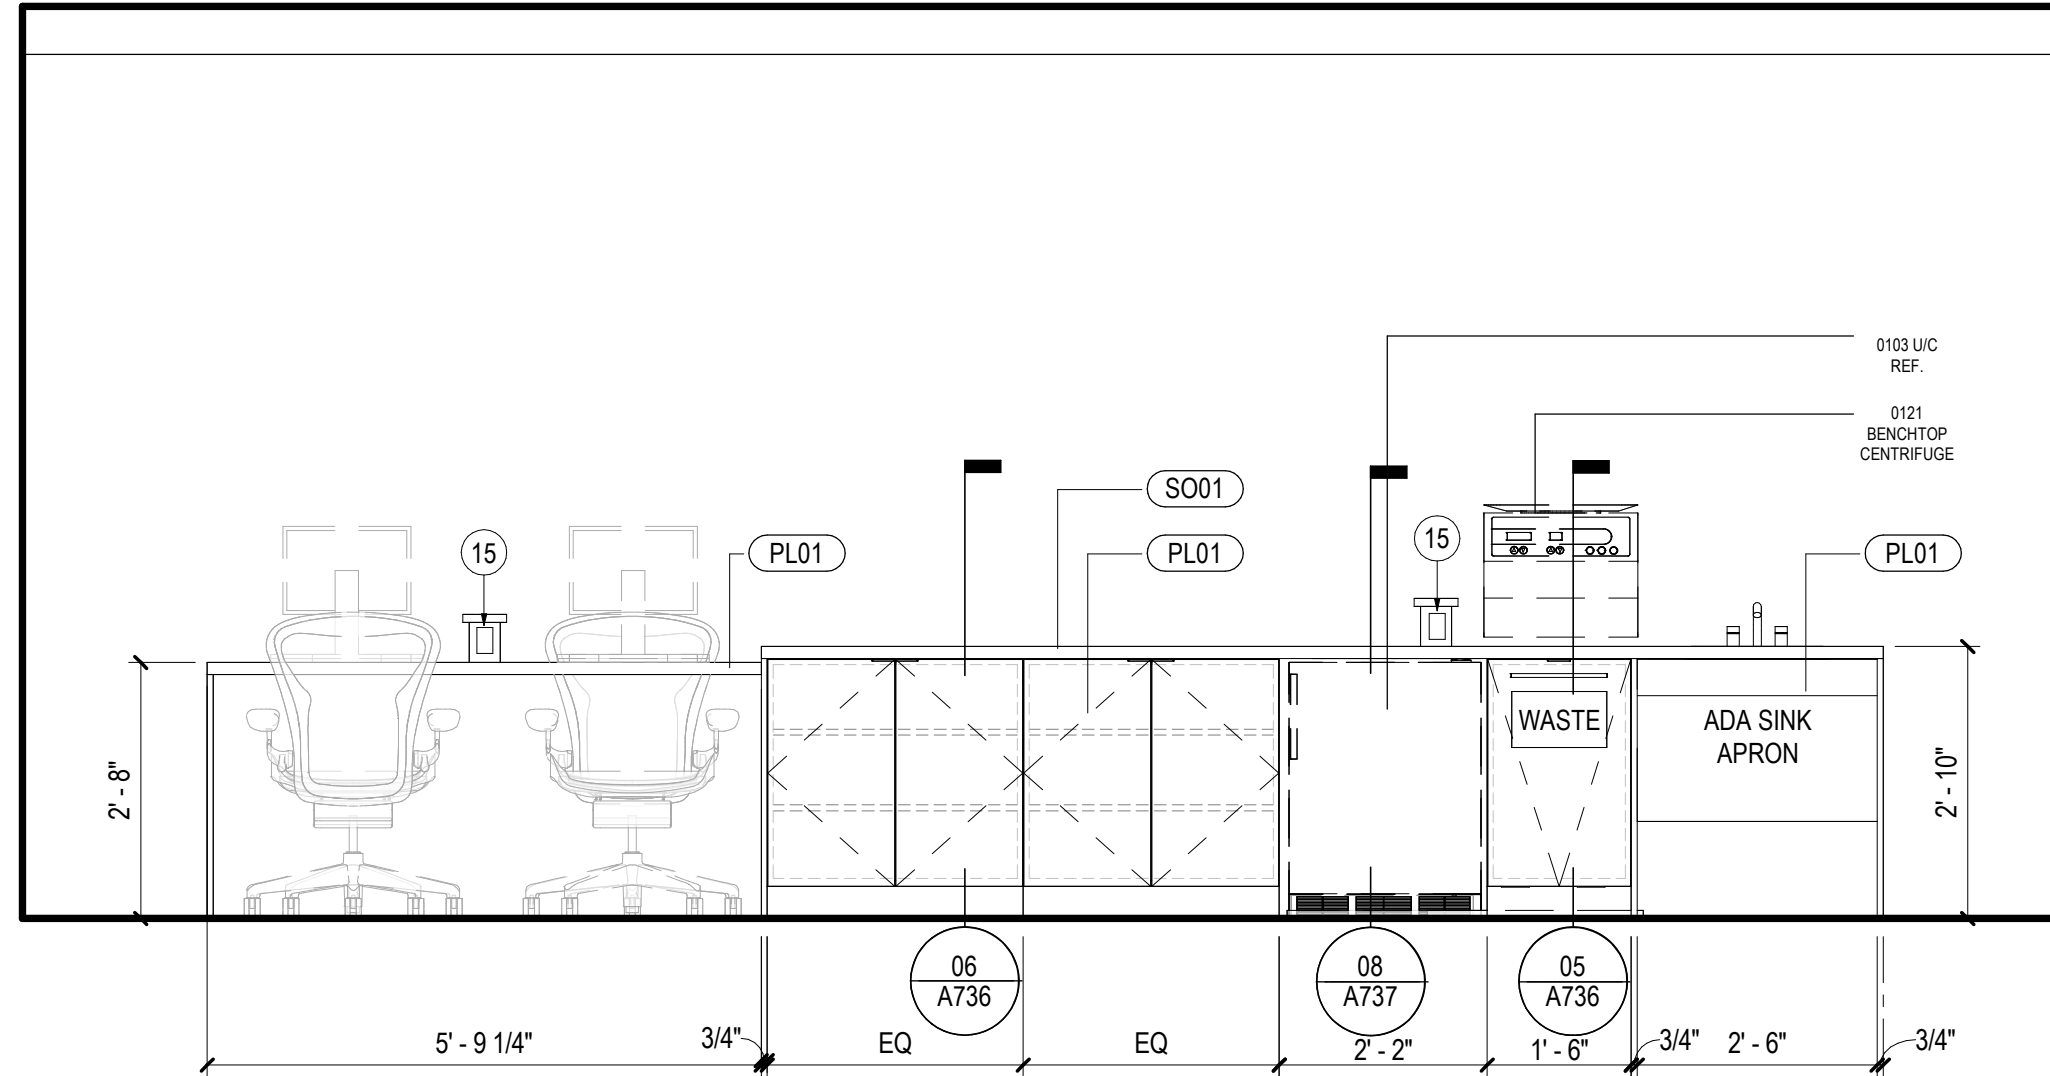 0103 U/C
REF.
0121
BENCHTOP
CENTRIFUGE
SO01
15
PL01
PL01
15
PL01
WASTE
ADA SINK
APRON
2' - 8"
2' - 10"
06
A736
08
A737
05
A736
5' - 9 1/4"
3/4"
EQ
EQ
2' - 2"
1' - 6"
3/4"
2' - 6"
3/4"